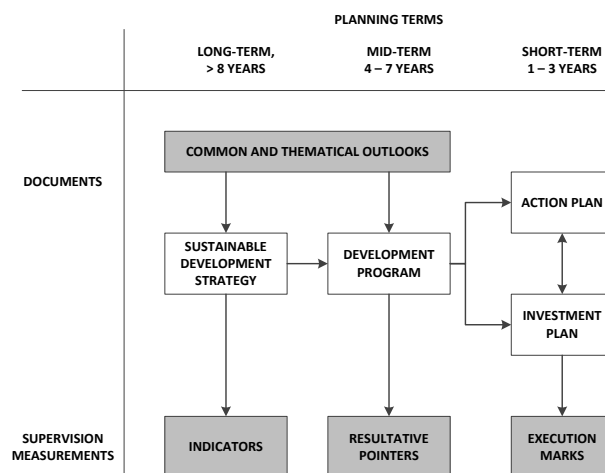 PLANNING TERMS
LONG-TERM,
> 8 YEARS
MID-TERM
4 – 7 YEARS
SHORT-TERM
1 – 3 YEARS
COMMON AND THEMATICAL OUTLOOKS
DOCUMENTS
ACTION PLAN
SUSTAINABLE
DEVELOPMENT
STRATEGY
DEVELOPMENT
PROGRAM
INVESTMENT
PLAN
SUPERVISION
MEASUREMENTS
INDICATORS
RESULTATIVE
POINTERS
EXECUTION
MARKS